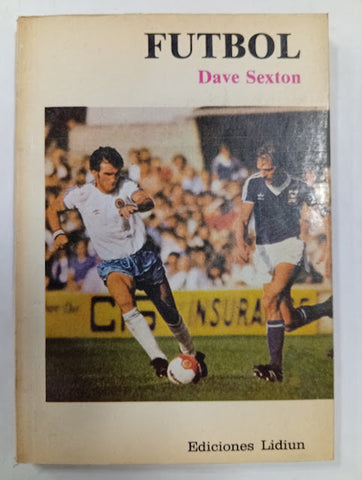 FUTBOL
Dave Sexton
INSURA
Ediciones Lidiun